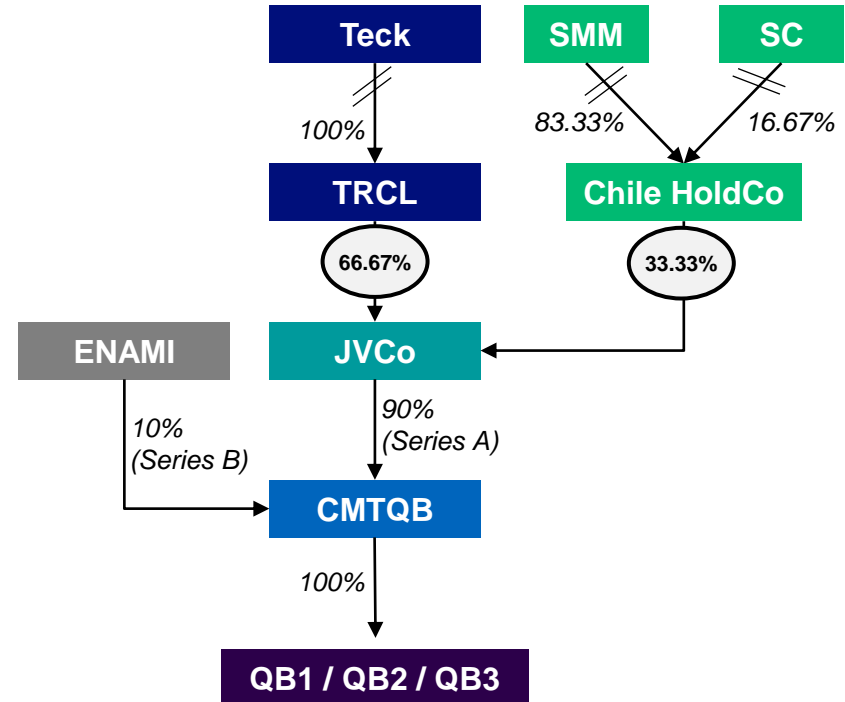 Teck
SMM
SC
100%
83.33%
16.67%
TRCL
Chile HoldCo
66.67%
33.33%
ENAMI
JVCo
10%
(Series B)
90%
(Series A)
CMTQB
100%
QB1 / QB2 / QB3